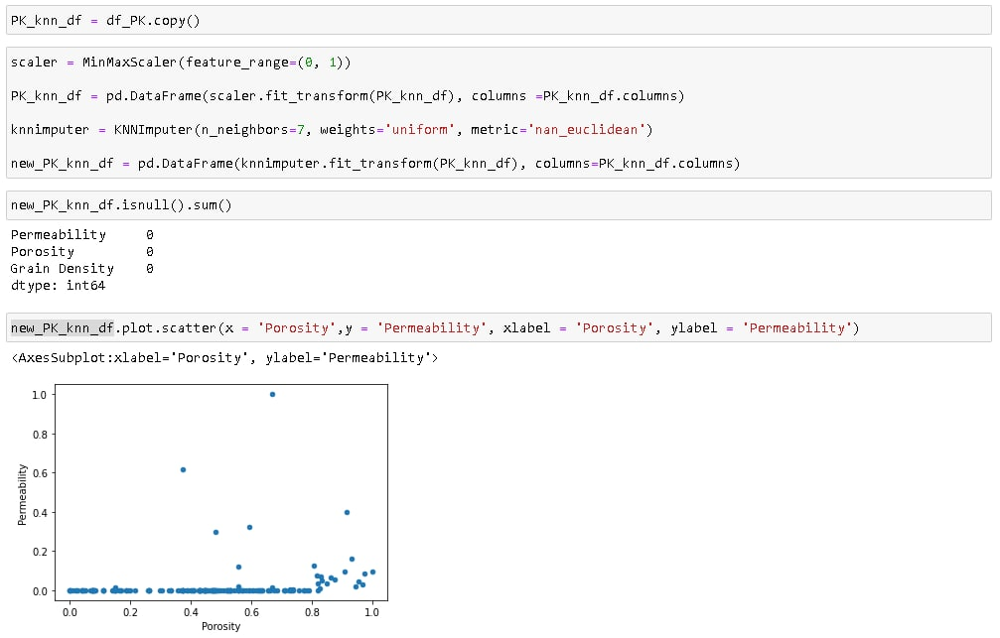 PK_knn_df = df_PK.copy()
scaler = MinMaxScaler(feature_range=(0, 1))
PK_knn_df = pd.DataFrame(scaler.fit_transform(PK_knn_df), columns =PK_knn_df.columns)
knnimputer = KNNImputer(n_neighbors=7, weights='uniform', metric='nan_euclidean')
new_PK_knn_df = pd.DataFrame(knnimputer.fit_transform(PK_knn_df), columns=PK_knn_df.columns)
new_PK_knn_df.isnull().sum()
Permeability 0
Porosity 0
Grain Density 0
dtype: int64
new_PK_knn_df.plot.scatter(x = 'Porosity',y = 'Permeability', xlabel = 'Porosity', ylabel = 'Permeability')
<AxesSubplot:xlabel='Porosity', ylabel='Permeability'>
1.0
0.8
0.6
0.4
0.2
0.0
Permeability
0.0 0.2 0.4 0.6 0.8 1.0
Porosity